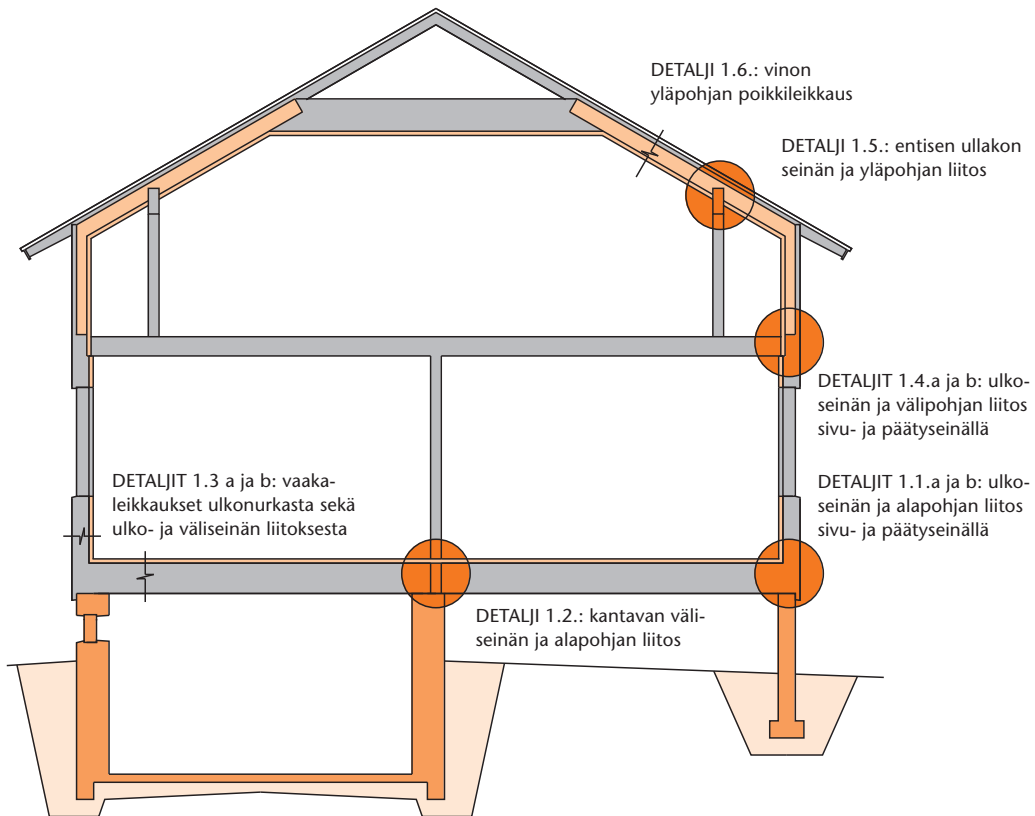 DETALJI 1.6.: vinon
yläpohjan poikkileikkaus
DETALJI 1.5.: entisen ullakon
seinän ja yläpohjan liitos
DETALJIT 1.4.a ja b: ulko-
seinän ja välipohjan liitos
sivu- ja päätyseinällä
DETALJIT 1.3 a ja b: vaaka-
leikkaukset ulkonurkasta sekä
ulko- ja väliseinän liitoksesta
DETALJIT 1.1.a ja b: ulko-
seinän ja alapohjan liitos
sivu- ja päätyseinällä
DETALJI 1.2.: kantavan väli-
seinän ja alapohjan liitos